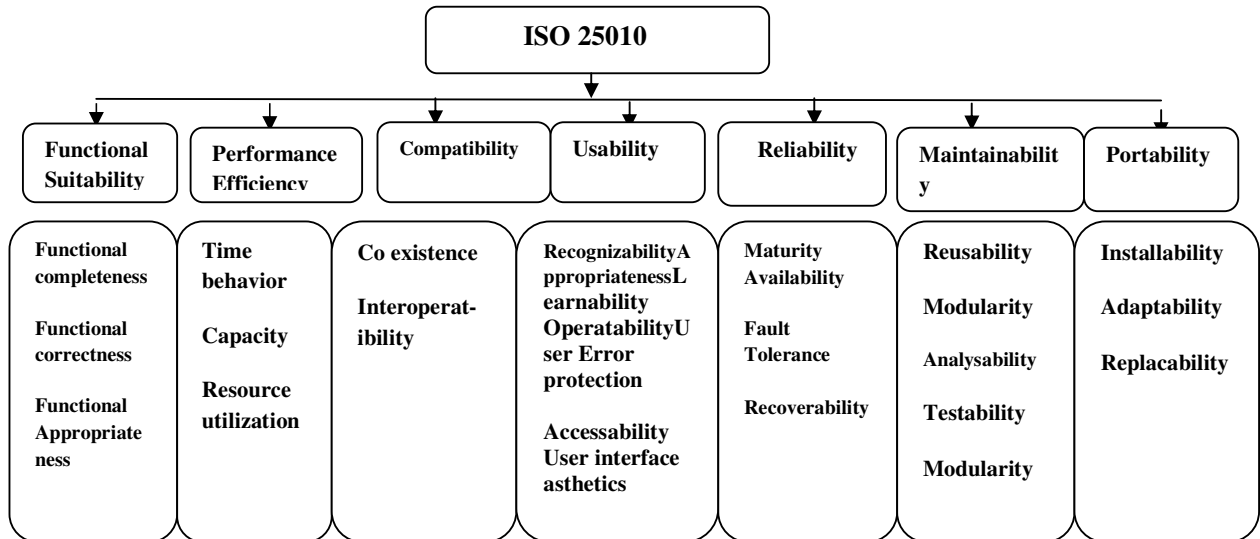 ISO 25010
Functional
Suitability
Performance
Efficiency
Compatibility
Usability
Reliability
Maintainabilit
y
Portability
Functional
completeness
Functional
correctness
Functional
Appropriate
ness
Time
behavior
Capacity
Resource
utilization
Co existence
Interoperat-
ibility
RecognizabilityA
ppropriatenessL
earnability
OperatabilityU
ser Error
protection
Accessability
User interface
asthetics
Maturity
Availability
Fault
Tolerance
Recoverability
Reusability
Modularity
Analysability
Testability
Modularity
Installability
Adaptability
Replacability